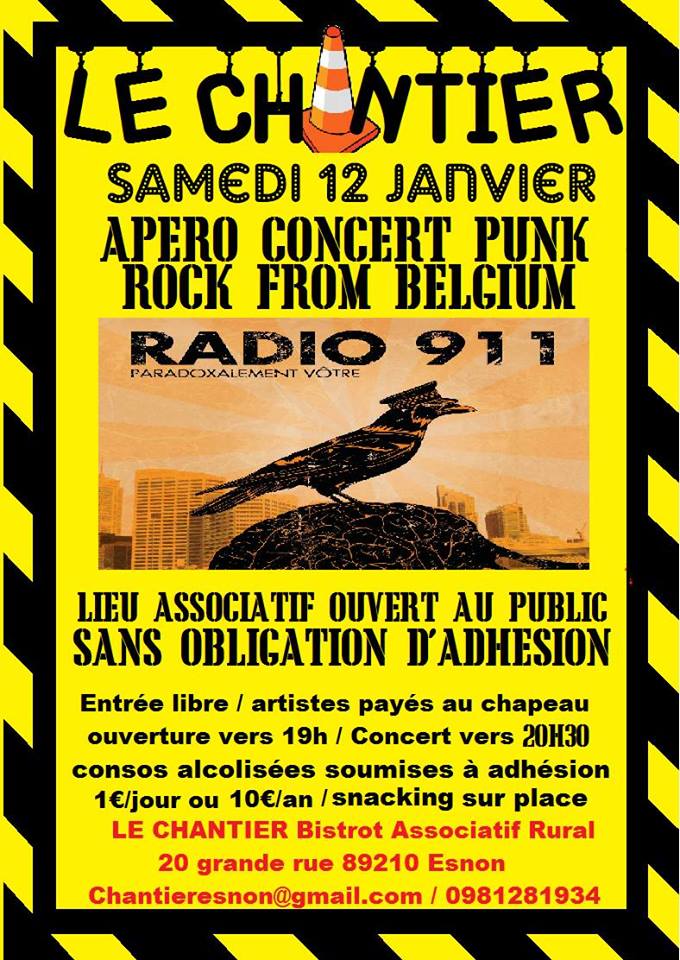 LE CHANTIER
SAMEDI 12 JANVIER
APERO CONCERT PUNK
ROCK FROM BELGIUM
RADIO 911
PARADOXALEMENT VÔTRE
LIEU ASSOCIATIF OUVERT AU PUBLIC
SANS OBLIGATION D'ADHESION
Entrée libre / artistes payés au chapeau
ouverture vers 19h / Concert vers 20H30
consos alcolisées soumises à adhésion
1€/jour ou 10€/an / snacking sur place
LE CHANTIER Bistrot Associatif Rural
20 grande rue 89210 Esnon
Chantieresnon@gmail.com / 0981281934